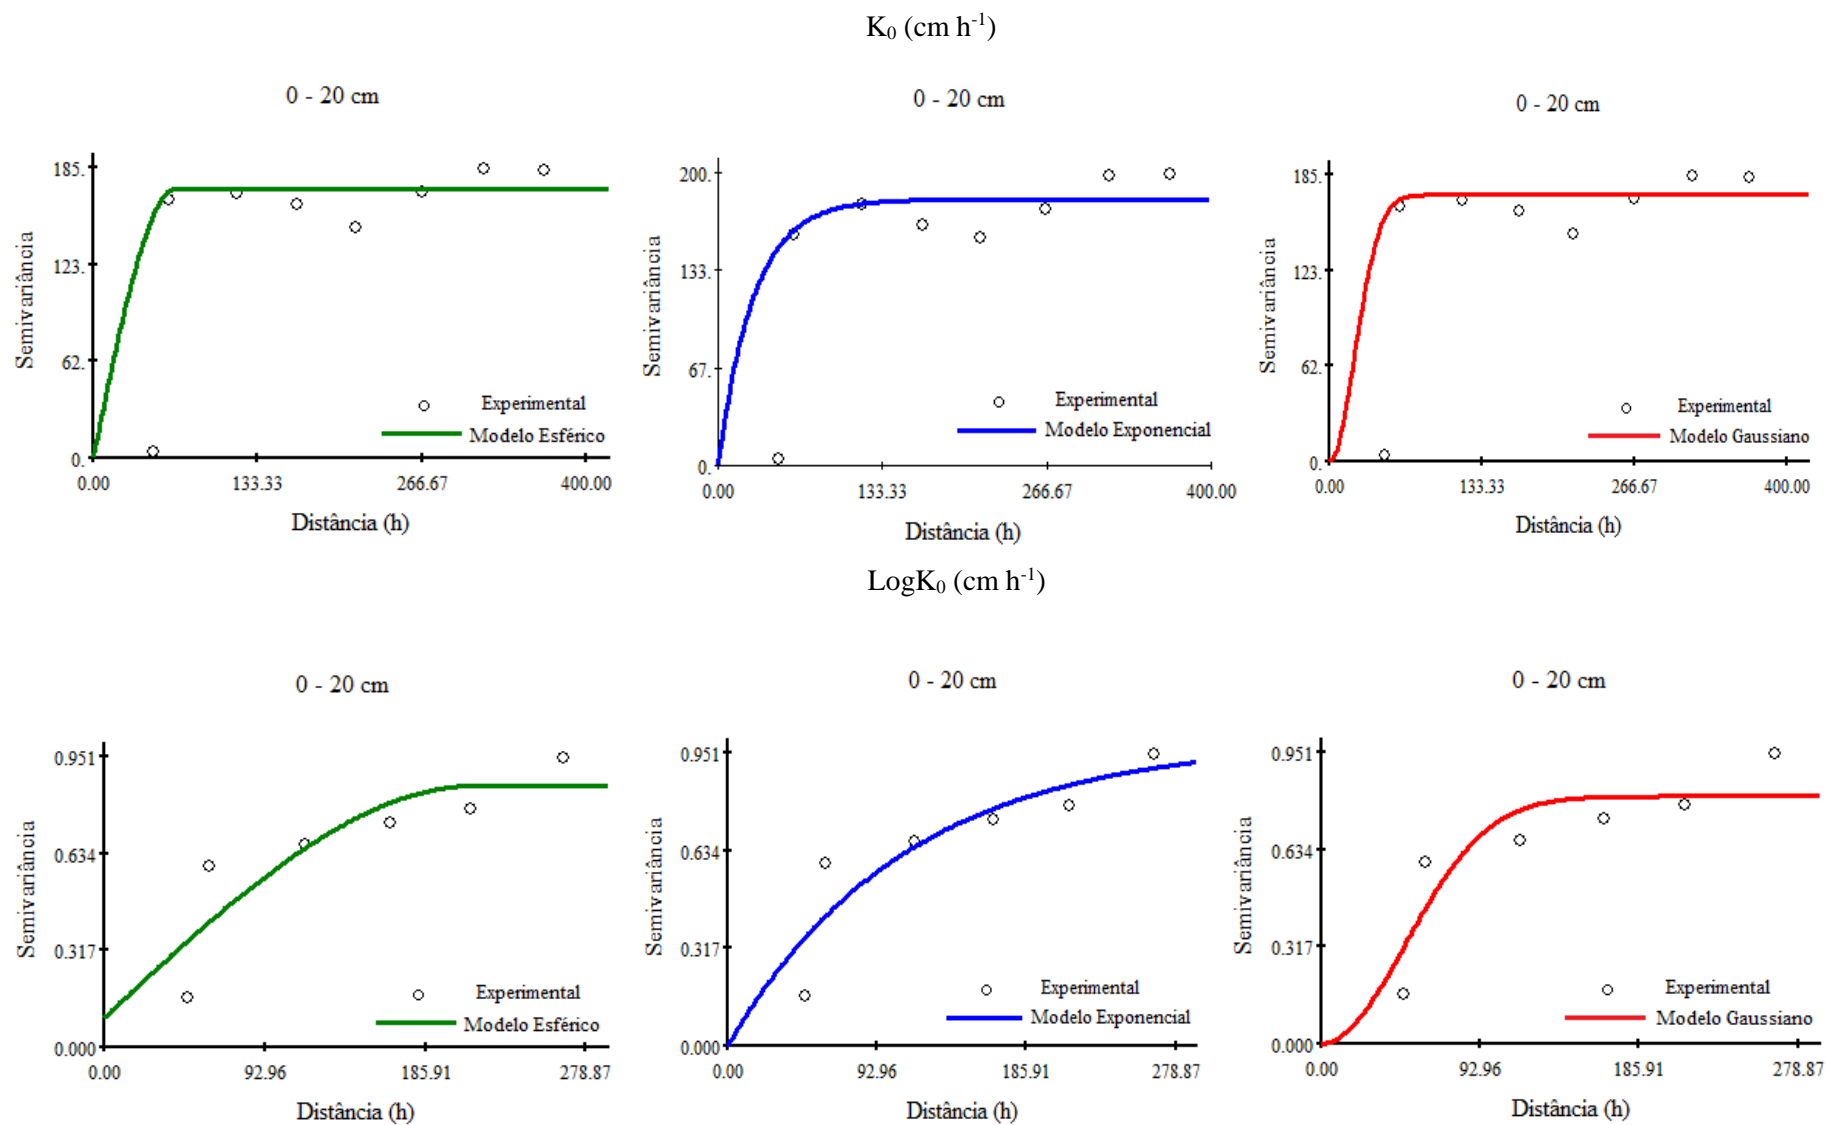 K₀ (cm h⁻¹)
0 - 20 cm
Semivariância
185.
123.
62.
0.
0.00 133.33 266.67 400.00
Distância (h)
Experimental
Modelo Esférico
0 - 20 cm
Semivariância
200.
133.
67.
0.
0.00 133.33 266.67 400.00
Distância (h)
Experimental
Modelo Exponencial
0 - 20 cm
Semivariância
185.
123.
62.
0.
0.00 133.33 266.67 400.00
Distância (h)
Experimental
Modelo Gaussiano
LogK₀ (cm h⁻¹)
0 - 20 cm
Semivariância
0.951
0.634
0.317
0.000
0.00 92.96 185.91 278.87
Distância (h)
Experimental
Modelo Esférico
0 - 20 cm
Semivariância
0.951
0.634
0.317
0.000
0.00 92.96 185.91 278.87
Distância (h)
Experimental
Modelo Exponencial
0 - 20 cm
Semivariância
0.951
0.634
0.317
0.000
0.00 92.96 185.91 278.87
Distância (h)
Experimental
Modelo Gaussiano